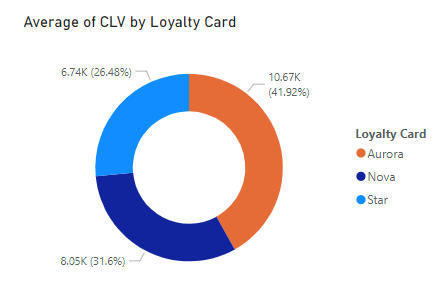 Average of CLV by Loyalty Card
6.74K (26.48%)
10.67K
(41.92%)
Loyalty Card
Aurora
Nova
Star
8.05K (31.6%)